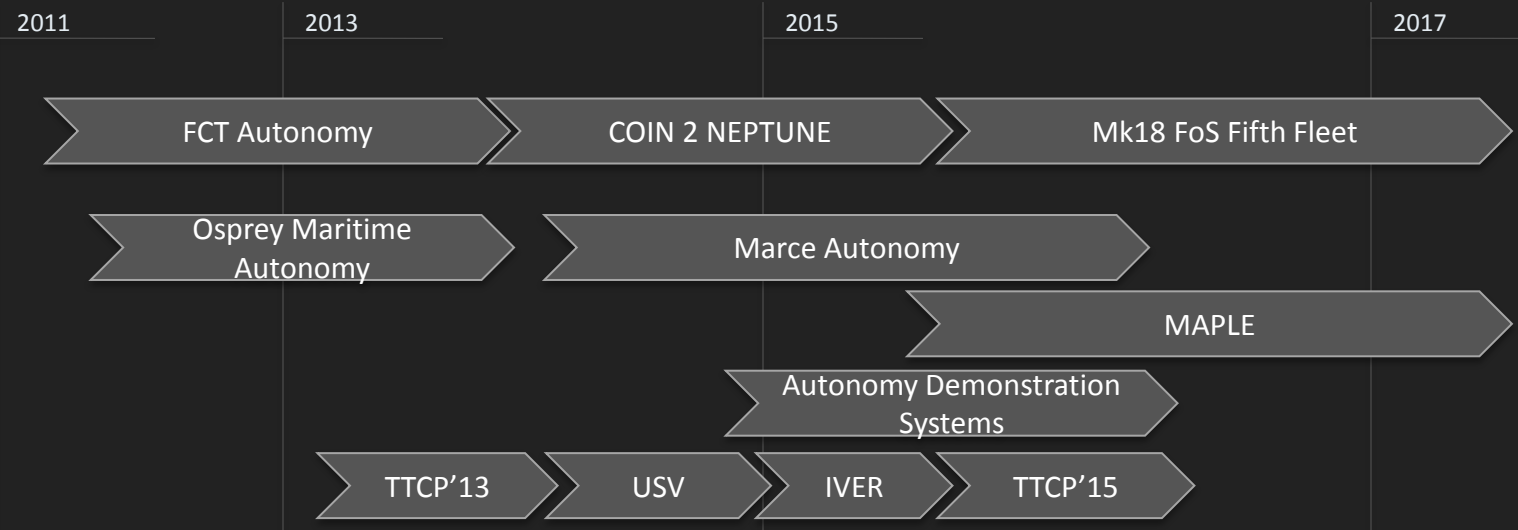 2011
2013
2015
2017
FCT Autonomy
COIN 2 NEPTUNE
Mk18 FoS Fifth Fleet
Osprey Maritime
Autonomy
Marce Autonomy
MAPLE
Autonomy Demonstration
Systems
TTCP’13
USV
IVER
TTCP’15